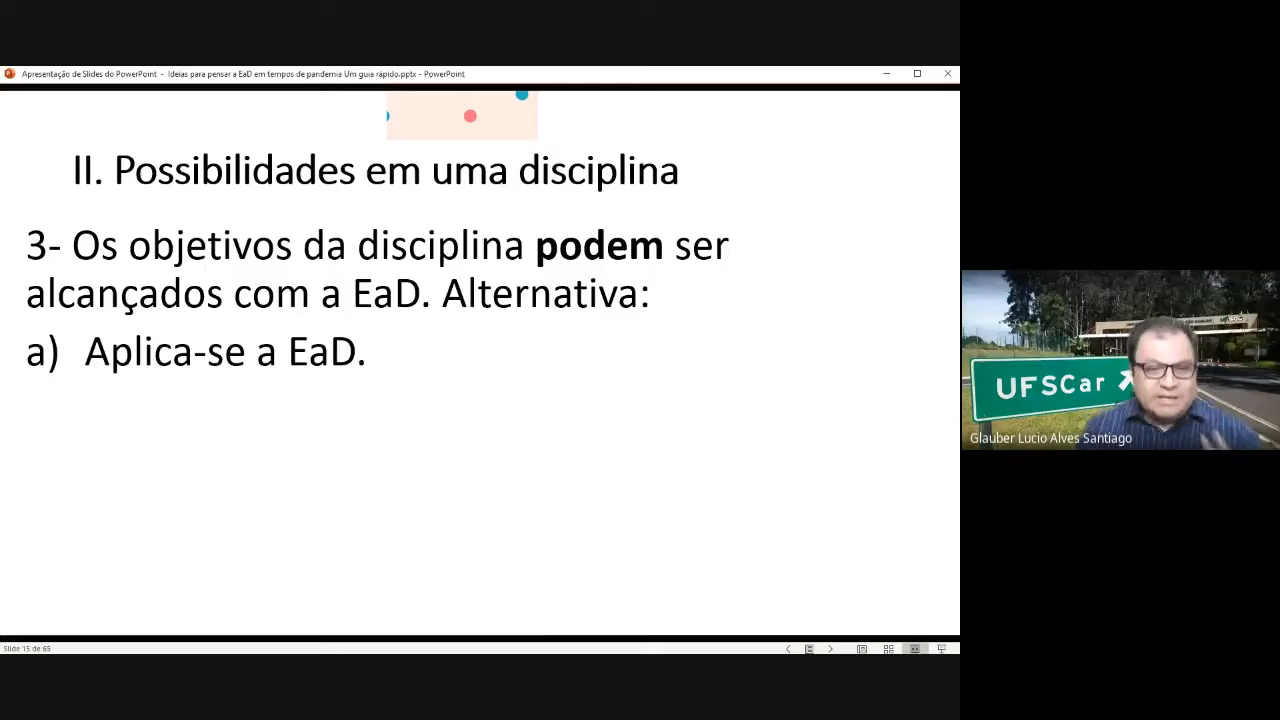 Apresentação de Slides do PowerPoint - Ideias para pensar a EaD em tempos de pandemia Um guia rápido.pptx - PowerPoint
II. Possibilidades em uma disciplina
3- Os objetivos da disciplina podem ser
alcançados com a EaD. Alternativa:
a) Aplica-se a EaD.
UFSCar
Glauber Lucio Alves Santiago
Slide 15 de 65